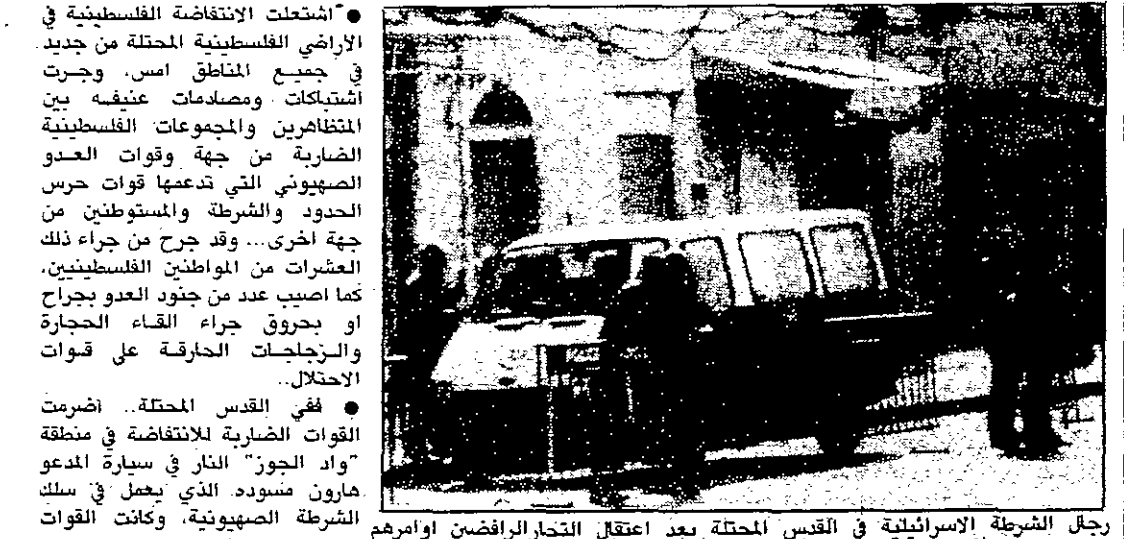 ● اشتعلت الانتفاضة الفلسطينية في
الاراضي الفلسطينية المحتلة من جديد
في جميع المناطق امس. وجرت
اشتباكات ومصادمات عنيفه بين
المتظاهرين والمجموعات الفلسطينية
الضاربة من جهة وقوات العدو
الصهيوني التي تدعمها قوات حرس
الحدود والشرطة والمستوطنين من
جهة اخرى... وقد جرح من جراء ذلك
العشرات من المواطنين الفلسطينيين.
كما اصيب عدد من جنود العدو بجراح
او بحروق جراء القاء الحجارة
والزجاجات الحارقة على قوات
الاحتلال..
● ففي القدس المحتلة.. اضرمت
القوات الضاربة للانتفاضة في منطقة
"واد الجوز" النار في سيارة المدعو
هارون مسوده الذي يعمل في سلك
الشرطة الصهيونية، وكانت القوات
رجال الشرطة الاسرائيلية في القدس المحتلة بعد اعتقال التجار الرافضين اوامرهم